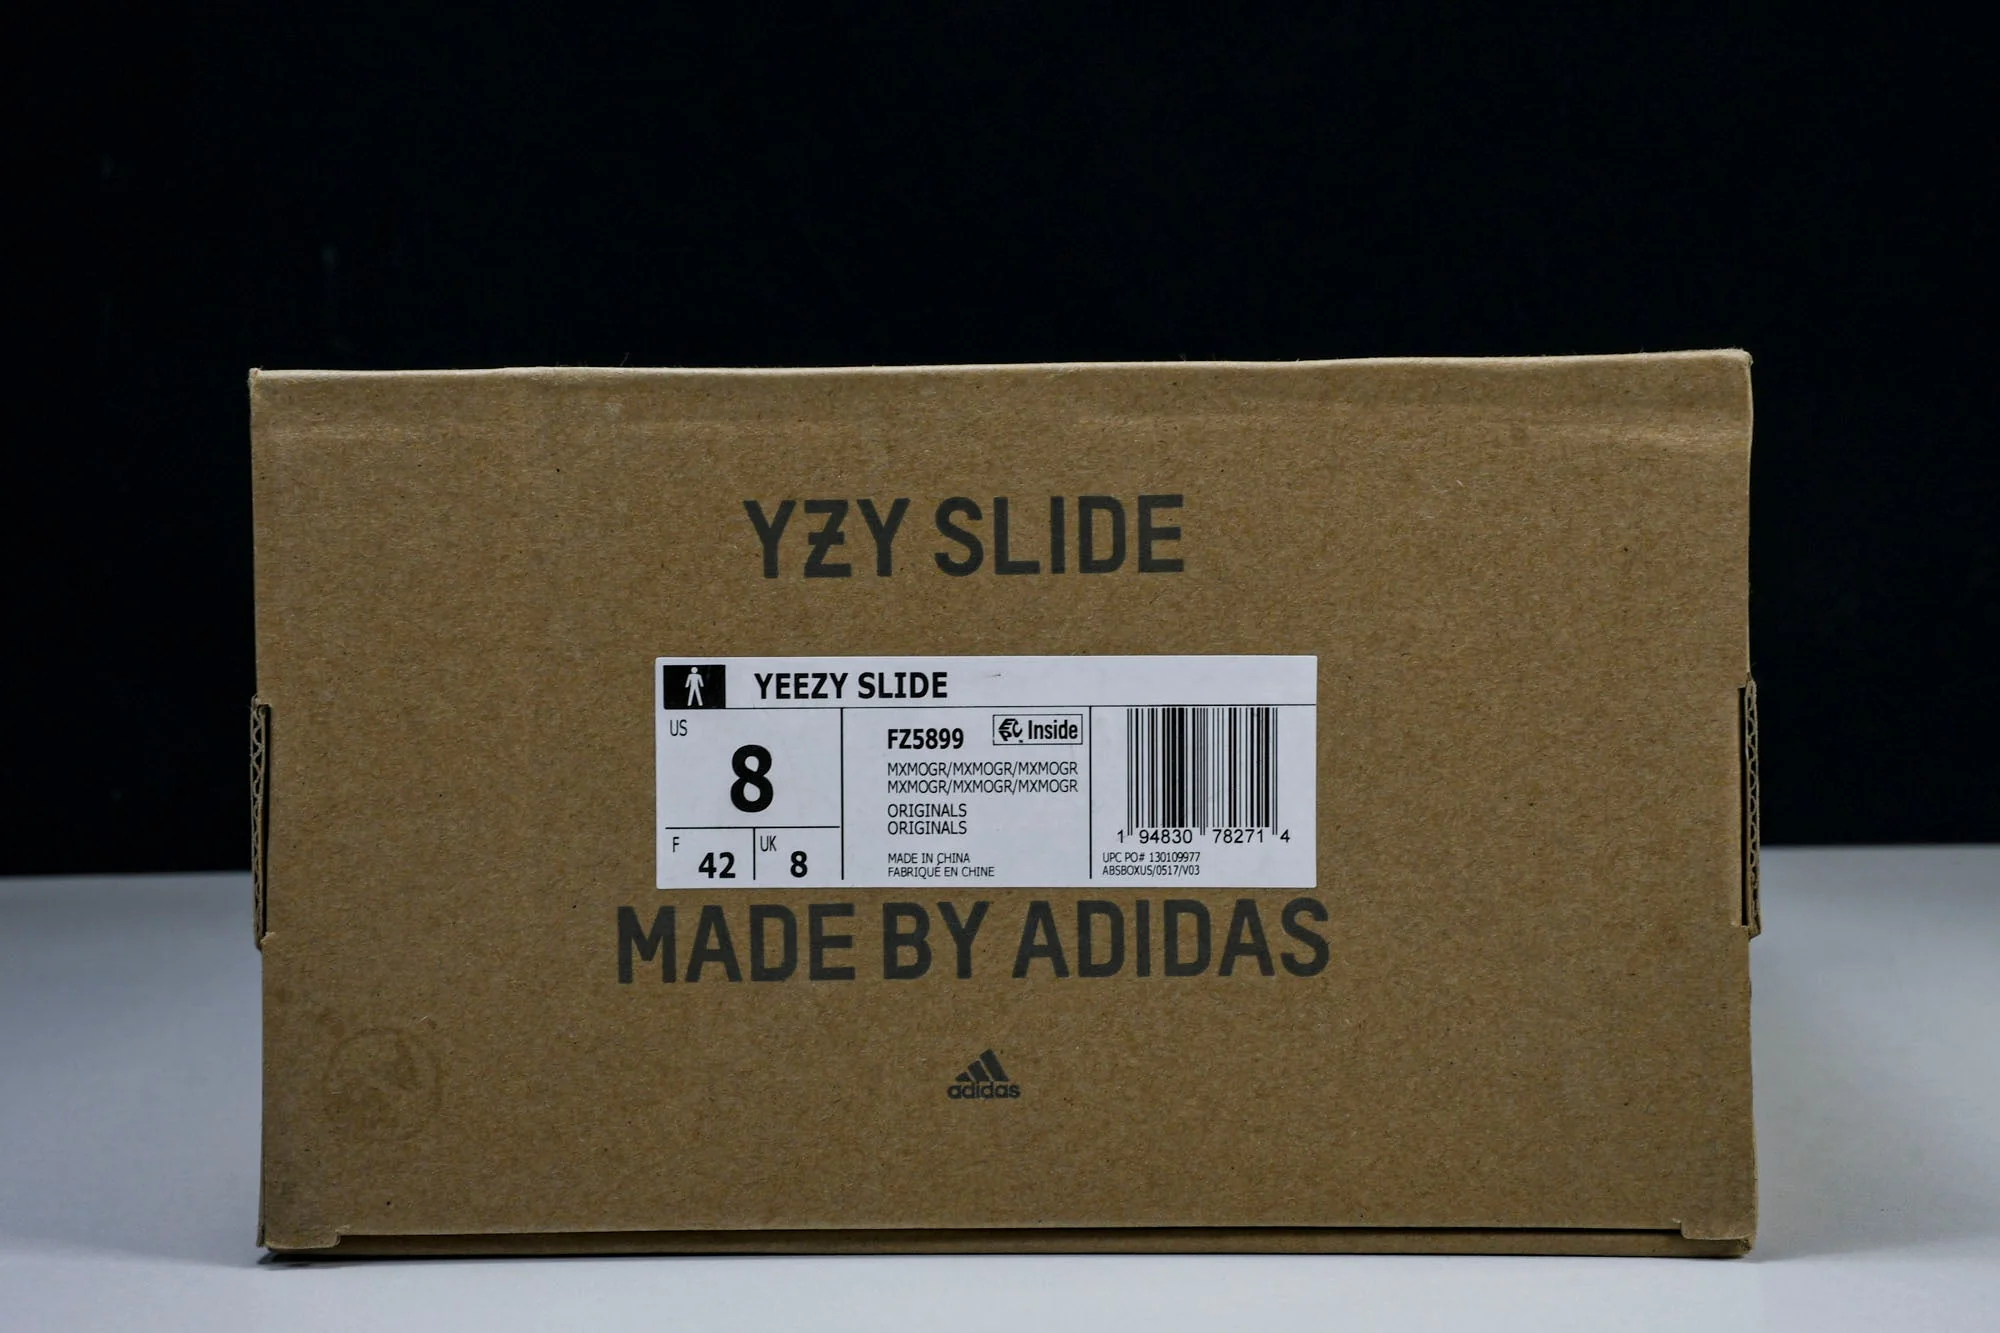 YZY SLIDE
YEEZY SLIDE
US
8
F
42
UK
8
FZ5899
Inside
MXMOGR/MXMOGR/MXMOGR
MXMOGR/MXMOGR/MXMOGR
ORIGINALS
ORIGINALS
MADE IN CHINA
FABRIQUÉ EN CHINE
1 94830 78271 4
UPC PO# 130109977
ABSBOXUS/0517/V03
MADE BY ADIDAS
adidas